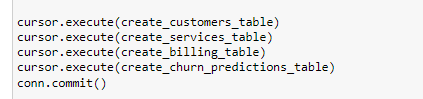 cursor.execute(create_customers_table)
cursor.execute(create_services_table)
cursor.execute(create_billing_table)
cursor.execute(create_churn_predictions_table)
conn.commit()